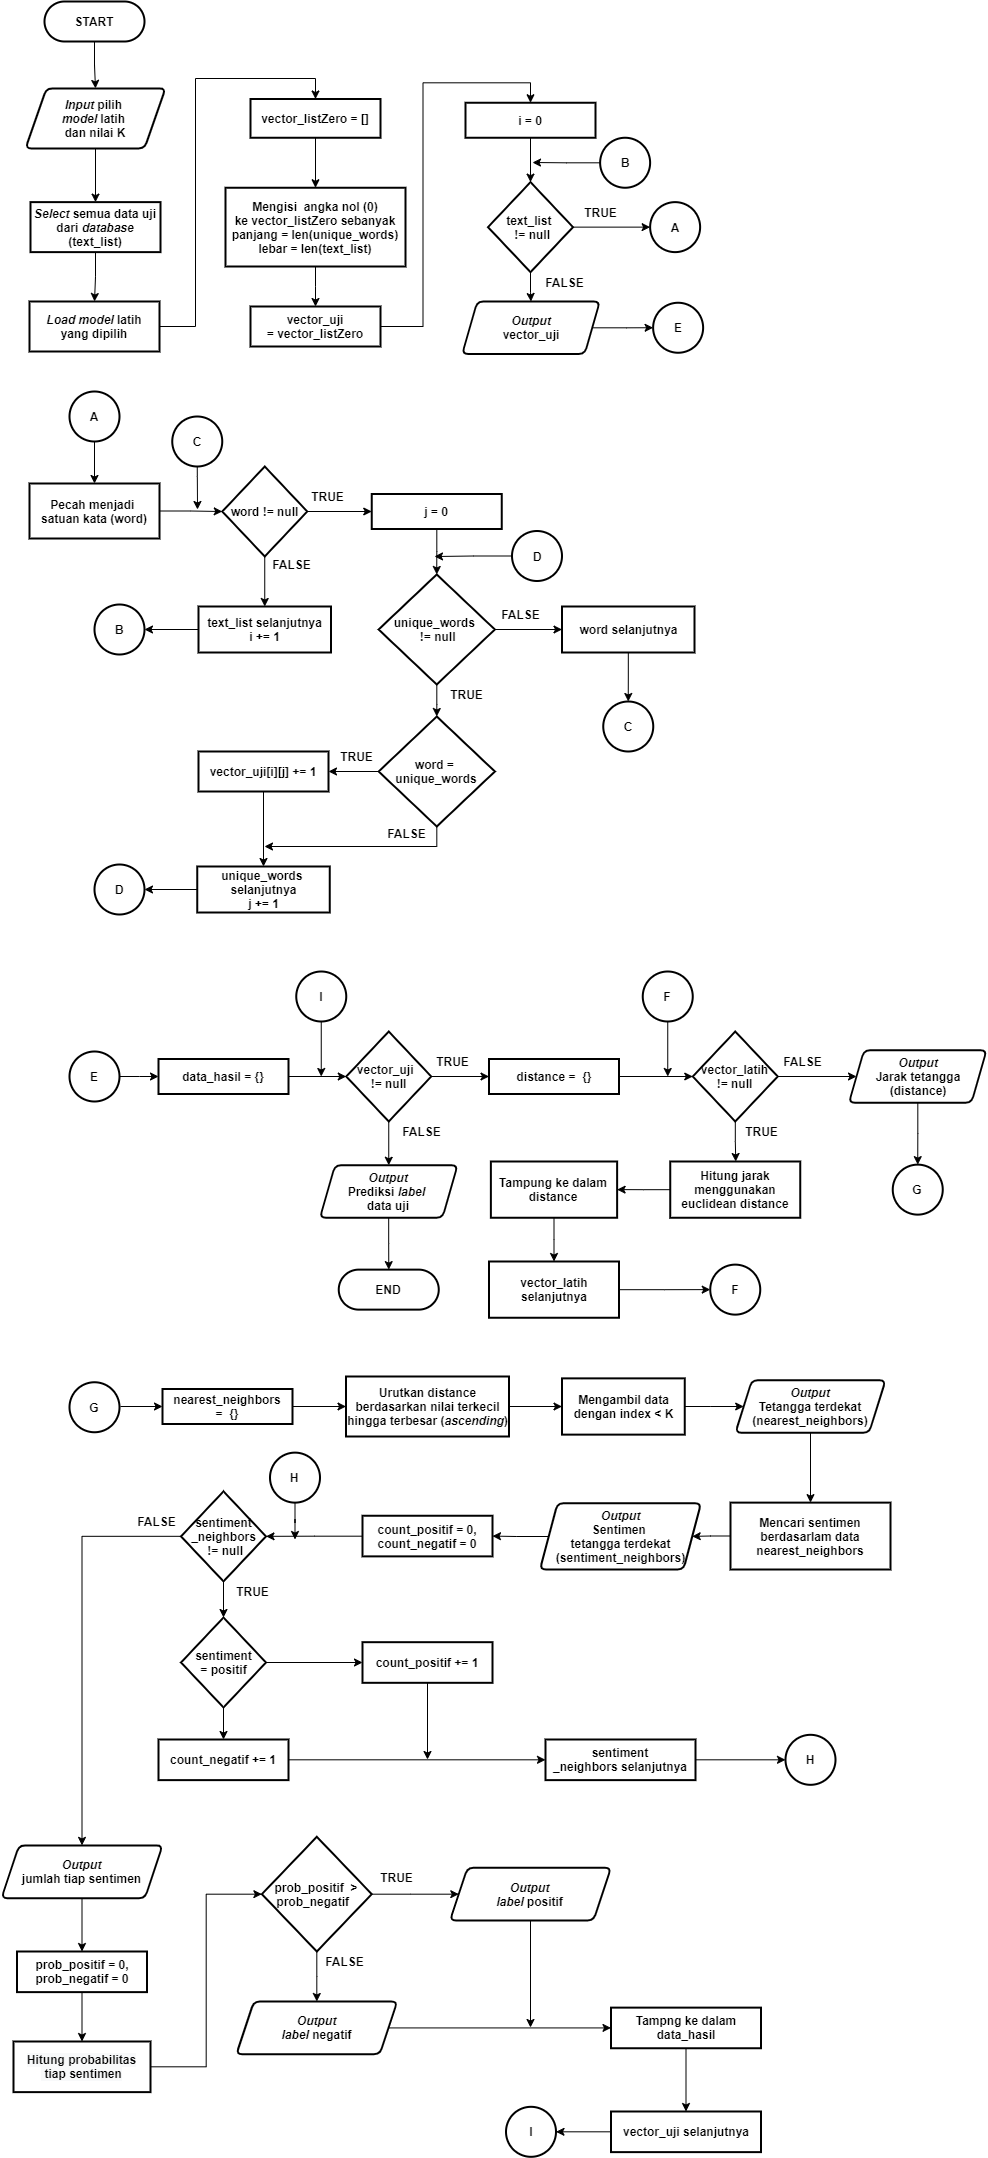 START
Input pilih
model latih
dan nilai K
Select semua data uji
dari database
(text_list)
Load model latih
yang dipilih
vector_listZero = []
Mengisi angka nol (0)
ke vector_listZero sebanyak
panjang = len(unique_words)
lebar = len(text_list)
vector_uji
= vector_listZero
i = 0
B
text_list
!= null
TRUE
A
FALSE
Output
vector_uji
E
A
Pecah menjadi
satuan kata (word)
C
word != null
TRUE
j = 0
FALSE
text_list selanjutnya
i += 1
B
D
unique_words
!= null
FALSE
word selanjutnya
C
TRUE
word =
unique_words
TRUE
vector_uji[i][j] += 1
FALSE
unique_words
selanjutnya
j += 1
D
E
data_hasil = {}
I
vector_uji
!= null
TRUE
distance = {}
F
vector_latih
!= null
FALSE
Output
Jarak tetangga
(distance)
G
FALSE
Output
Prediksi label
data uji
END
TRUE
Hitung jarak
menggunakan
euclidean distance
Tampung ke dalam
distance
vector_latih
selanjutnya
F
G
nearest_neighbors
= {}
Urutkan distance
berdasarkan nilai terkecil
hingga terbesar (ascending)
Mengambil data
dengan index < K
Output
Tetangga terdekat
(nearest_neighbors)
Mencari sentimen
berdasarlam data
nearest_neighbors
Output
Sentimen
tetangga terdekat
(sentiment_neighbors)
count_positif = 0,
count_negatif = 0
H
sentiment
_neighbors
!= null
FALSE
TRUE
sentiment
= positif
count_positif += 1
count_negatif += 1
sentiment
_neighbors selanjutnya
H
Output
jumlah tiap sentimen
prob_positif = 0,
prob_negatif = 0
Hitung probabilitas
tiap sentimen
prob_positif >
prob_negatif
TRUE
Output
label positif
FALSE
Output
label negatif
Tampng ke dalam
data_hasil
vector_uji selanjutnya
I